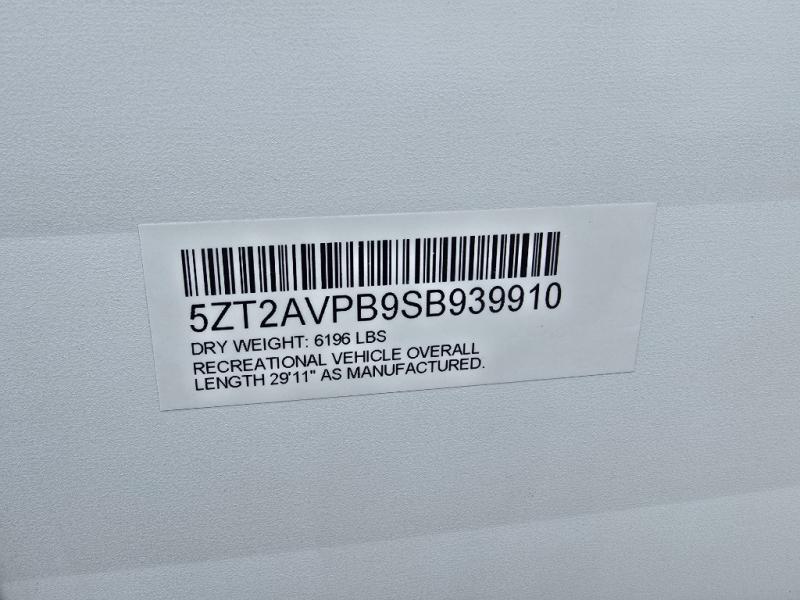 5ZT2AVPB9SB939910
DRY WEIGHT: 6196 LBS
RECREATIONAL VEHICLE OVERALL
LENGTH 29'11" AS MANUFACTURED.